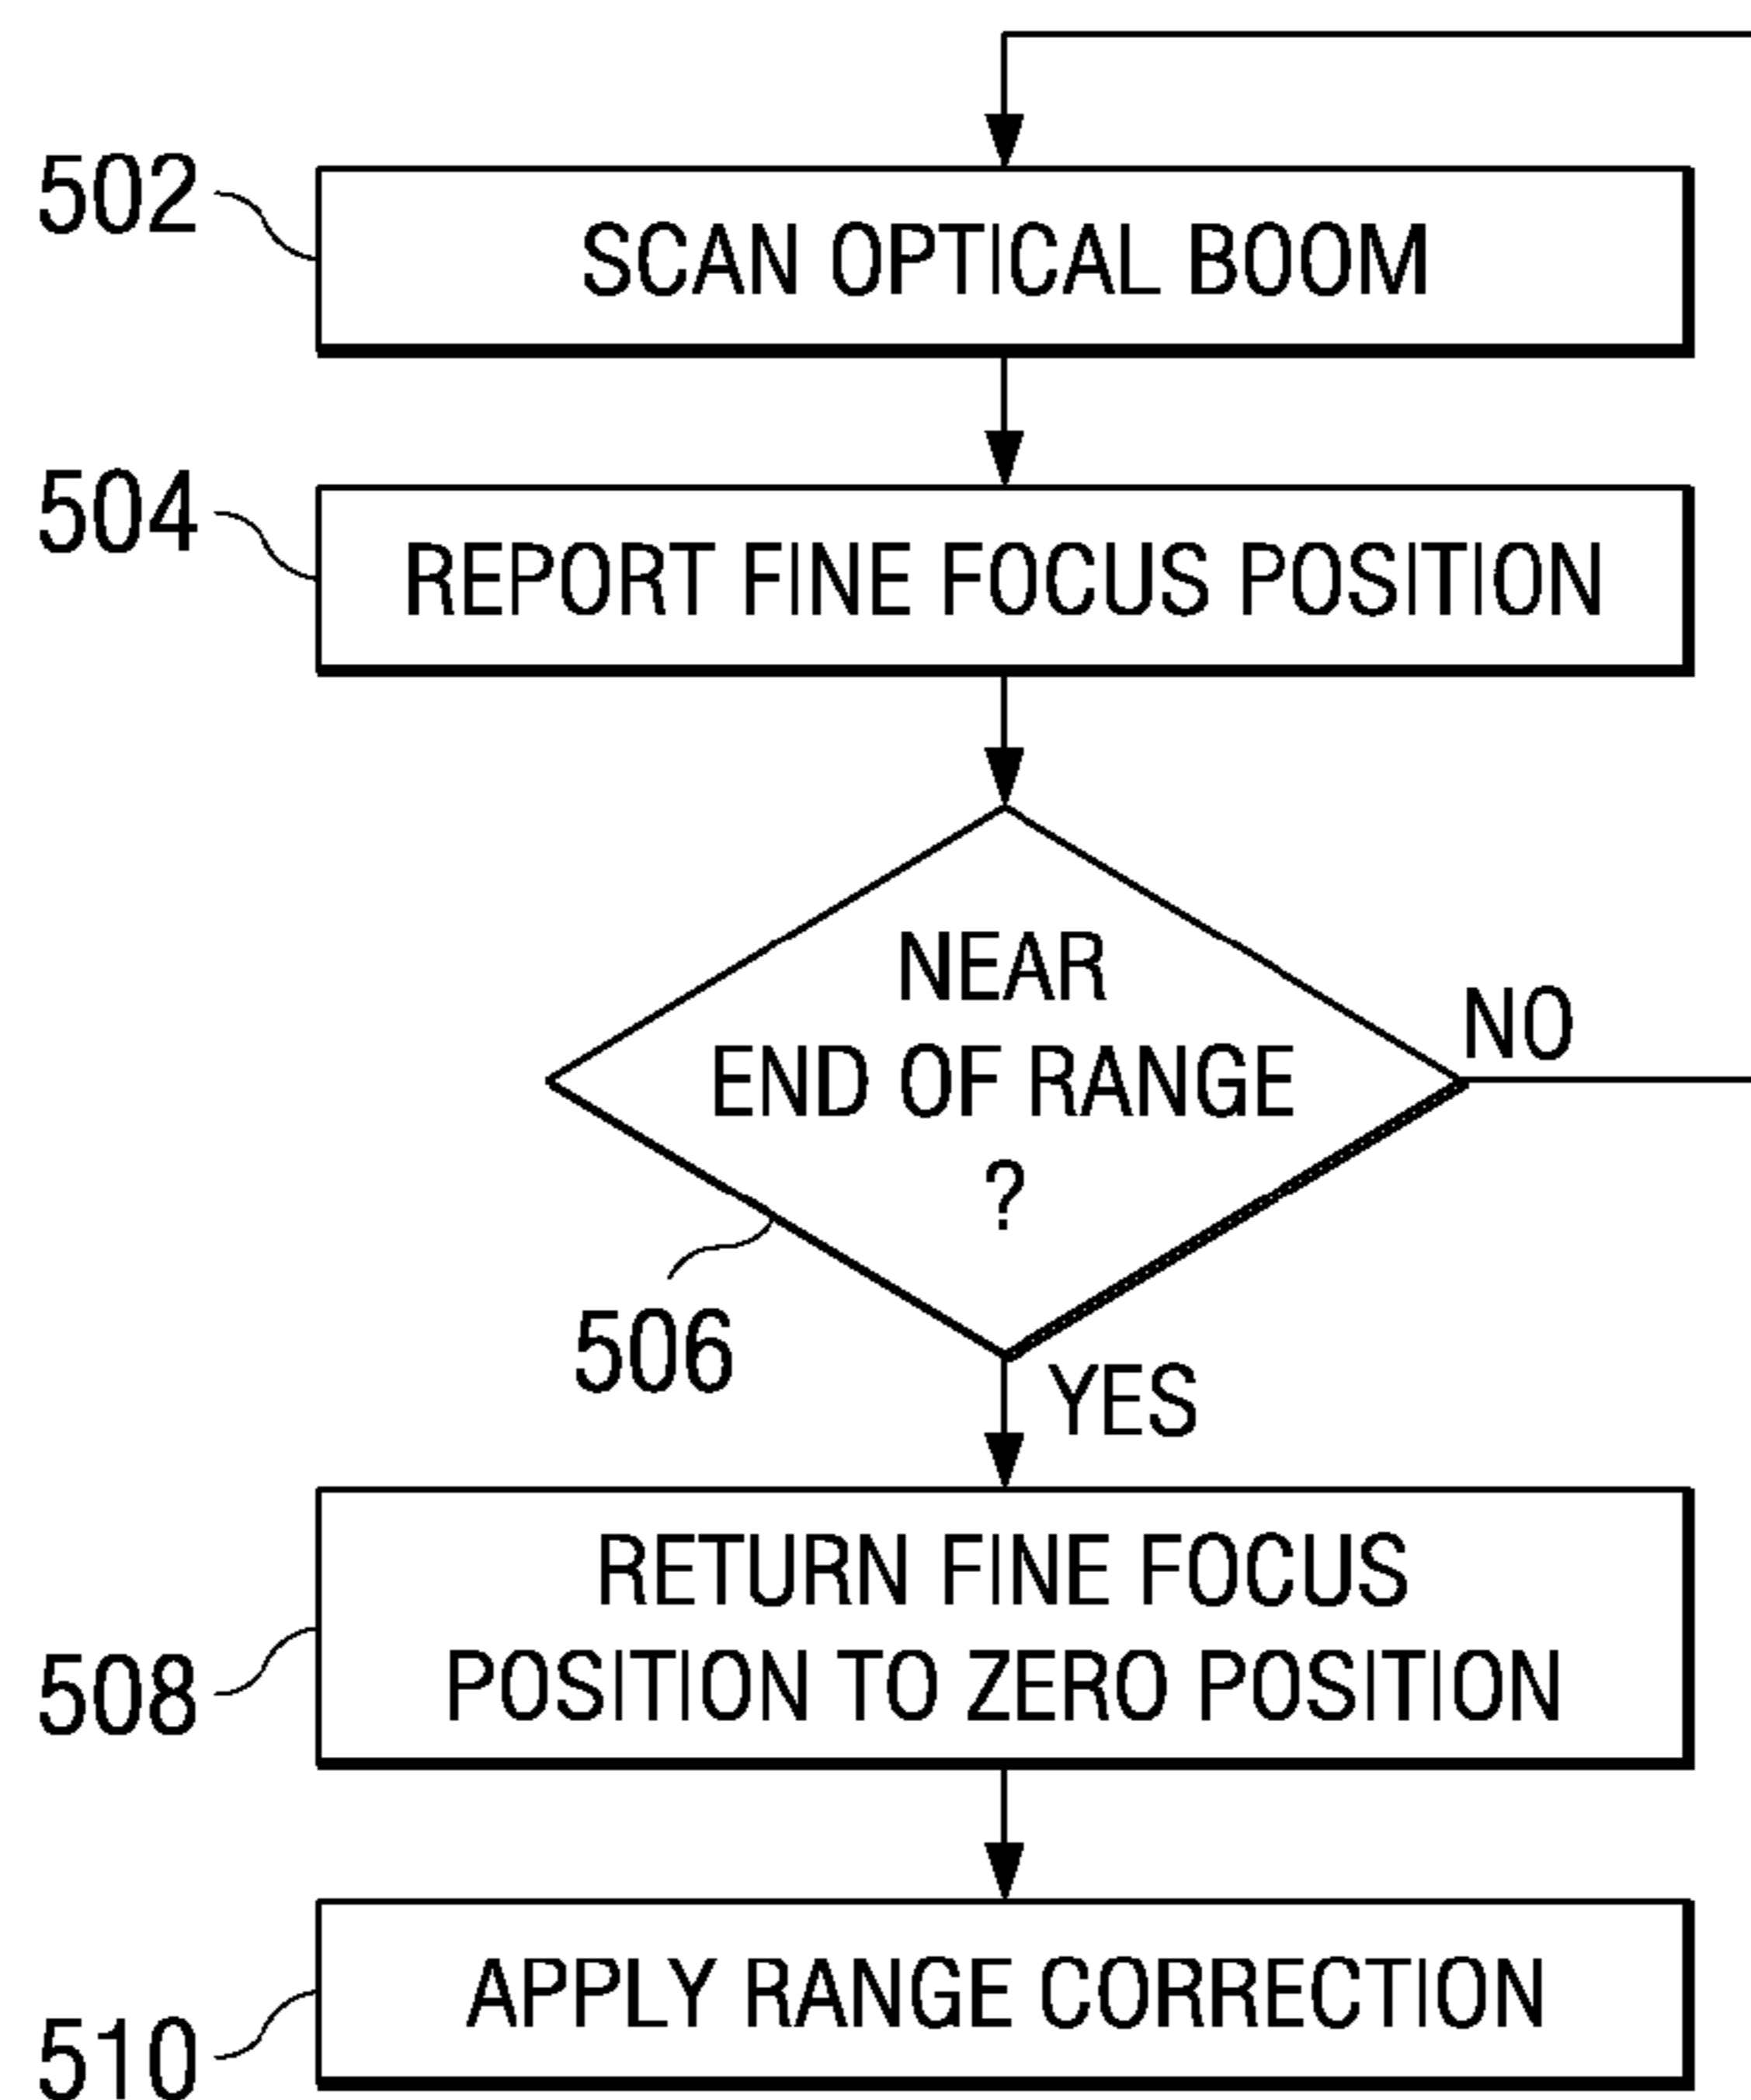 502
SCAN OPTICAL BOOM
504
REPORT FINE FOCUS POSITION
NEAR
END OF RANGE
?
NO
506
YES
508
RETURN FINE FOCUS
POSITION TO ZERO POSITION
510
APPLY RANGE CORRECTION